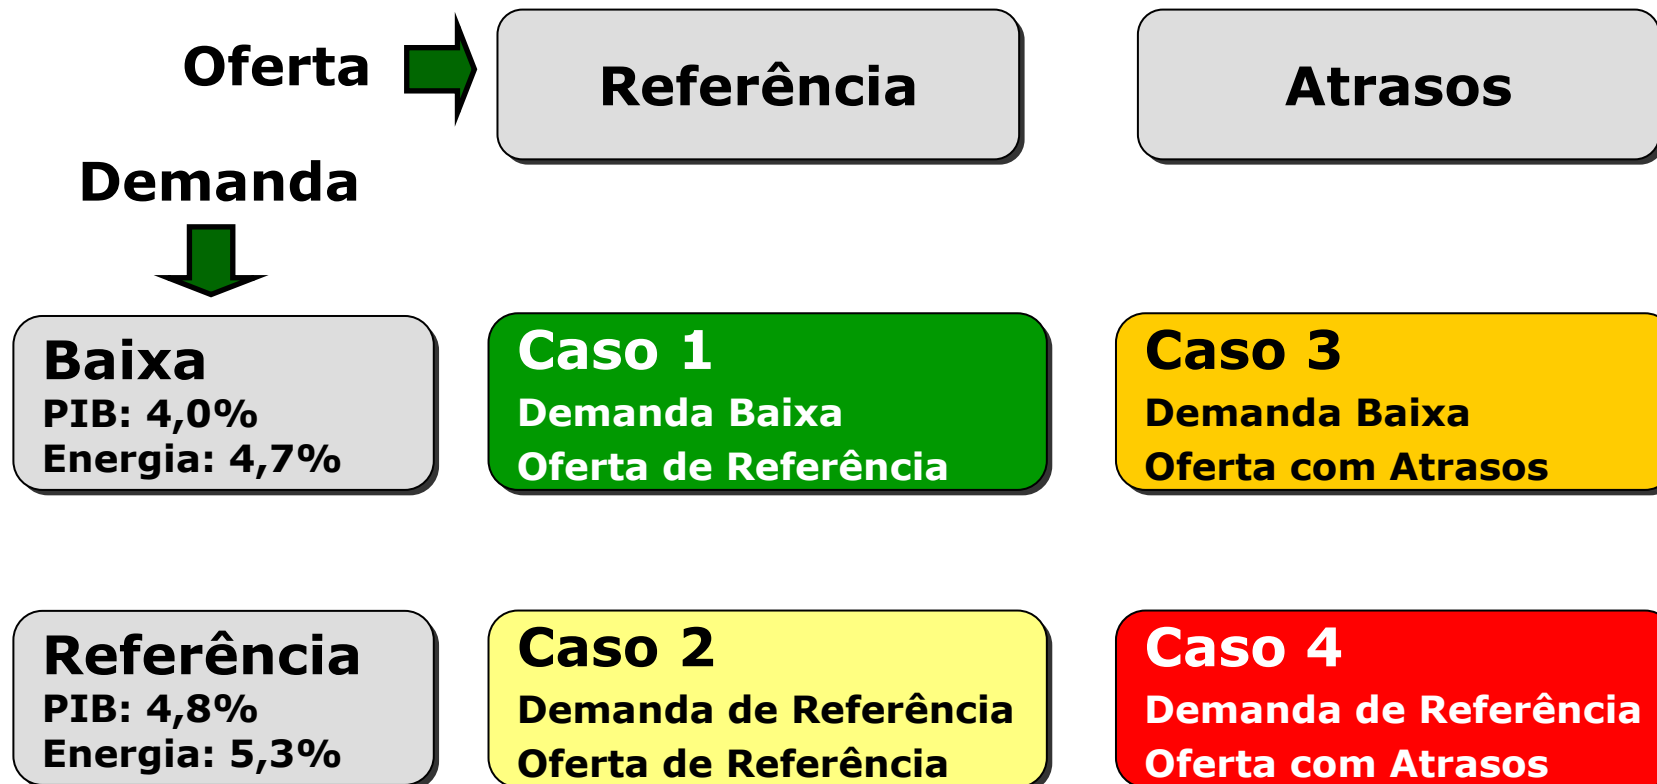 Oferta
Referência
Atrasos
Demanda
Baixa
PIB: 4,0%
Energia: 4,7%
Caso 1
Demanda Baixa
Oferta de Referência
Caso 3
Demanda Baixa
Oferta com Atrasos
Referência
PIB: 4,8%
Energia: 5,3%
Caso 2
Demanda de Referência
Oferta de Referência
Caso 4
Demanda de Referência
Oferta com Atrasos